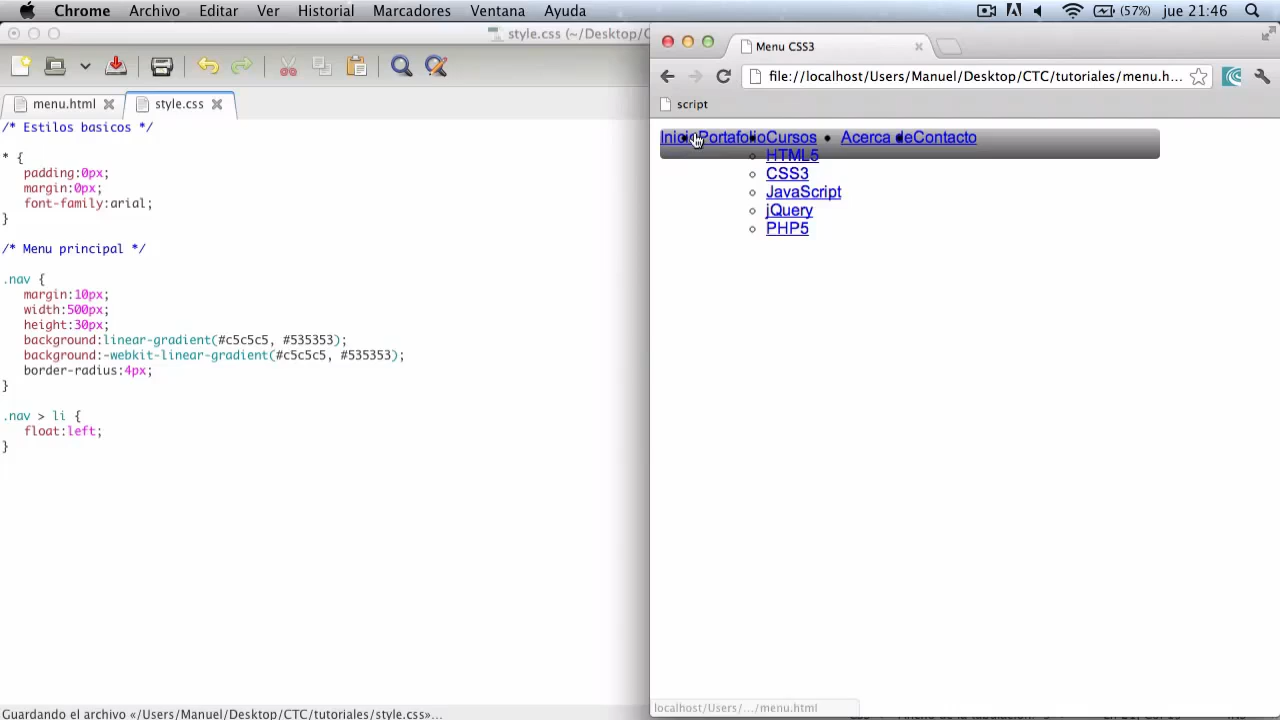 Chrome Archivo Editar Ver Historial Marcadores Ventana Ayuda (57%) jue 21:46
style.css (~/Desktop/C
menu.html style.css
/* Estilos basicos */
* {
padding:0px;
margin:0px;
font-family:arial;
}
/* Menu principal */
.nav {
margin:10px;
width:500px;
height:30px;
background:linear-gradient(#c5c5c5, #535353);
background:-webkit-linear-gradient(#c5c5c5, #535353);
border-radius:4px;
}
.nav > li {
float:left;
}
Guardando el archivo «/Users/Manuel/Desktop/CTC/tutoriales/style.css»...
Menu CSS3
file://localhost/Users/Manuel/Desktop/CTC/tutoriales/menu.h...
script
Inicio Portafolio Cursos Acerca de Contacto
HTML5
CSS3
JavaScript
jQuery
PHP5
localhost/Users/.../menu.html